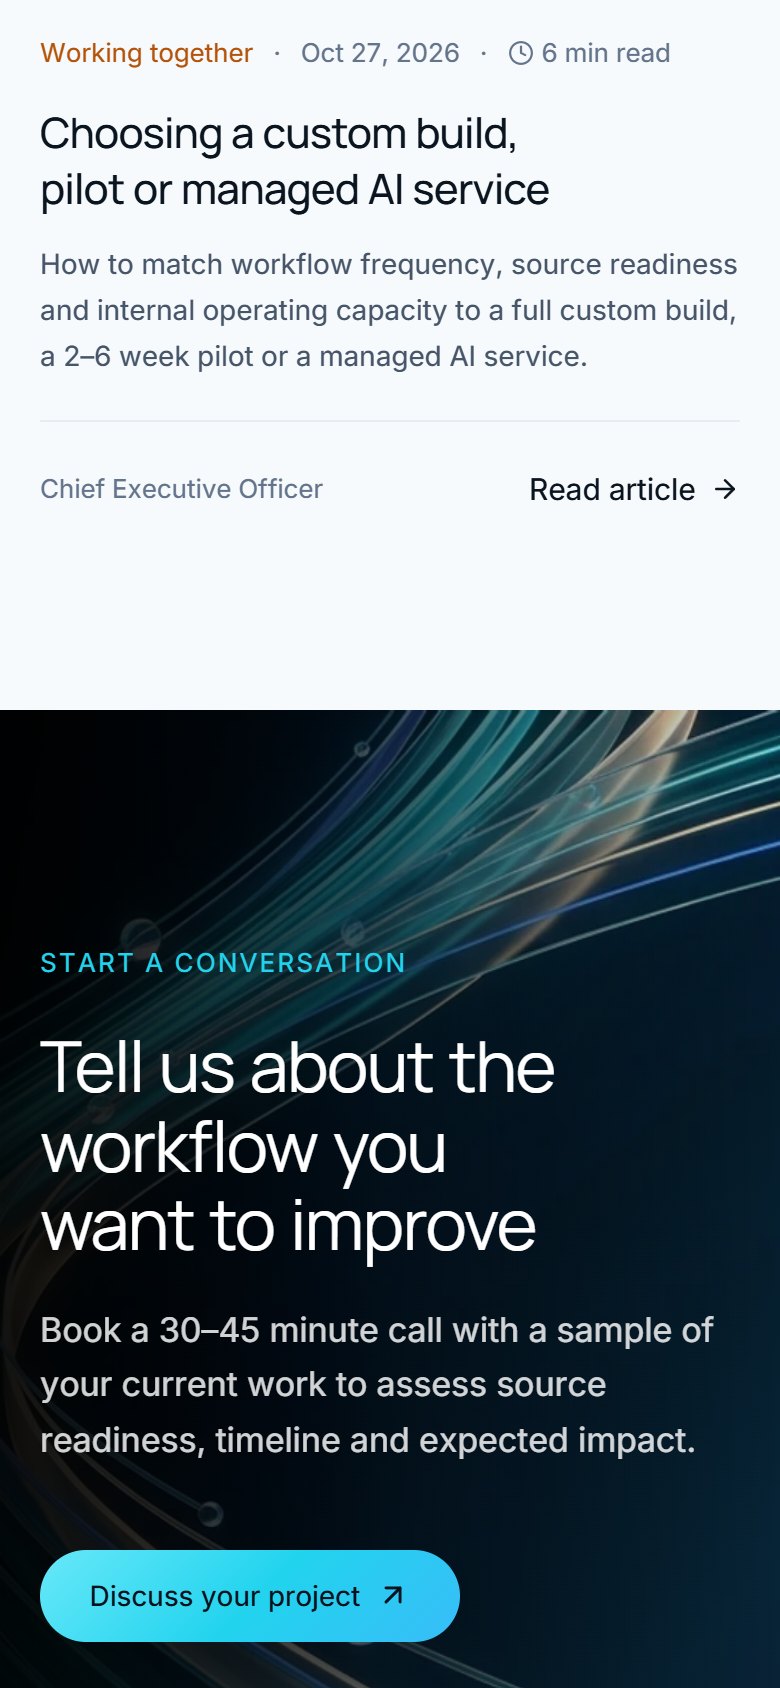 Working together · Oct 27, 2026 · 6 min read
Choosing a custom build,
pilot or managed AI service
How to match workflow frequency, source readiness
and internal operating capacity to a full custom build,
a 2–6 week pilot or a managed AI service.
Chief Executive Officer
Read article →
START A CONVERSATION
Tell us about the
workflow you
want to improve
Book a 30–45 minute call with a sample of
your current work to assess source
readiness, timeline and expected impact.
Discuss your project ↗